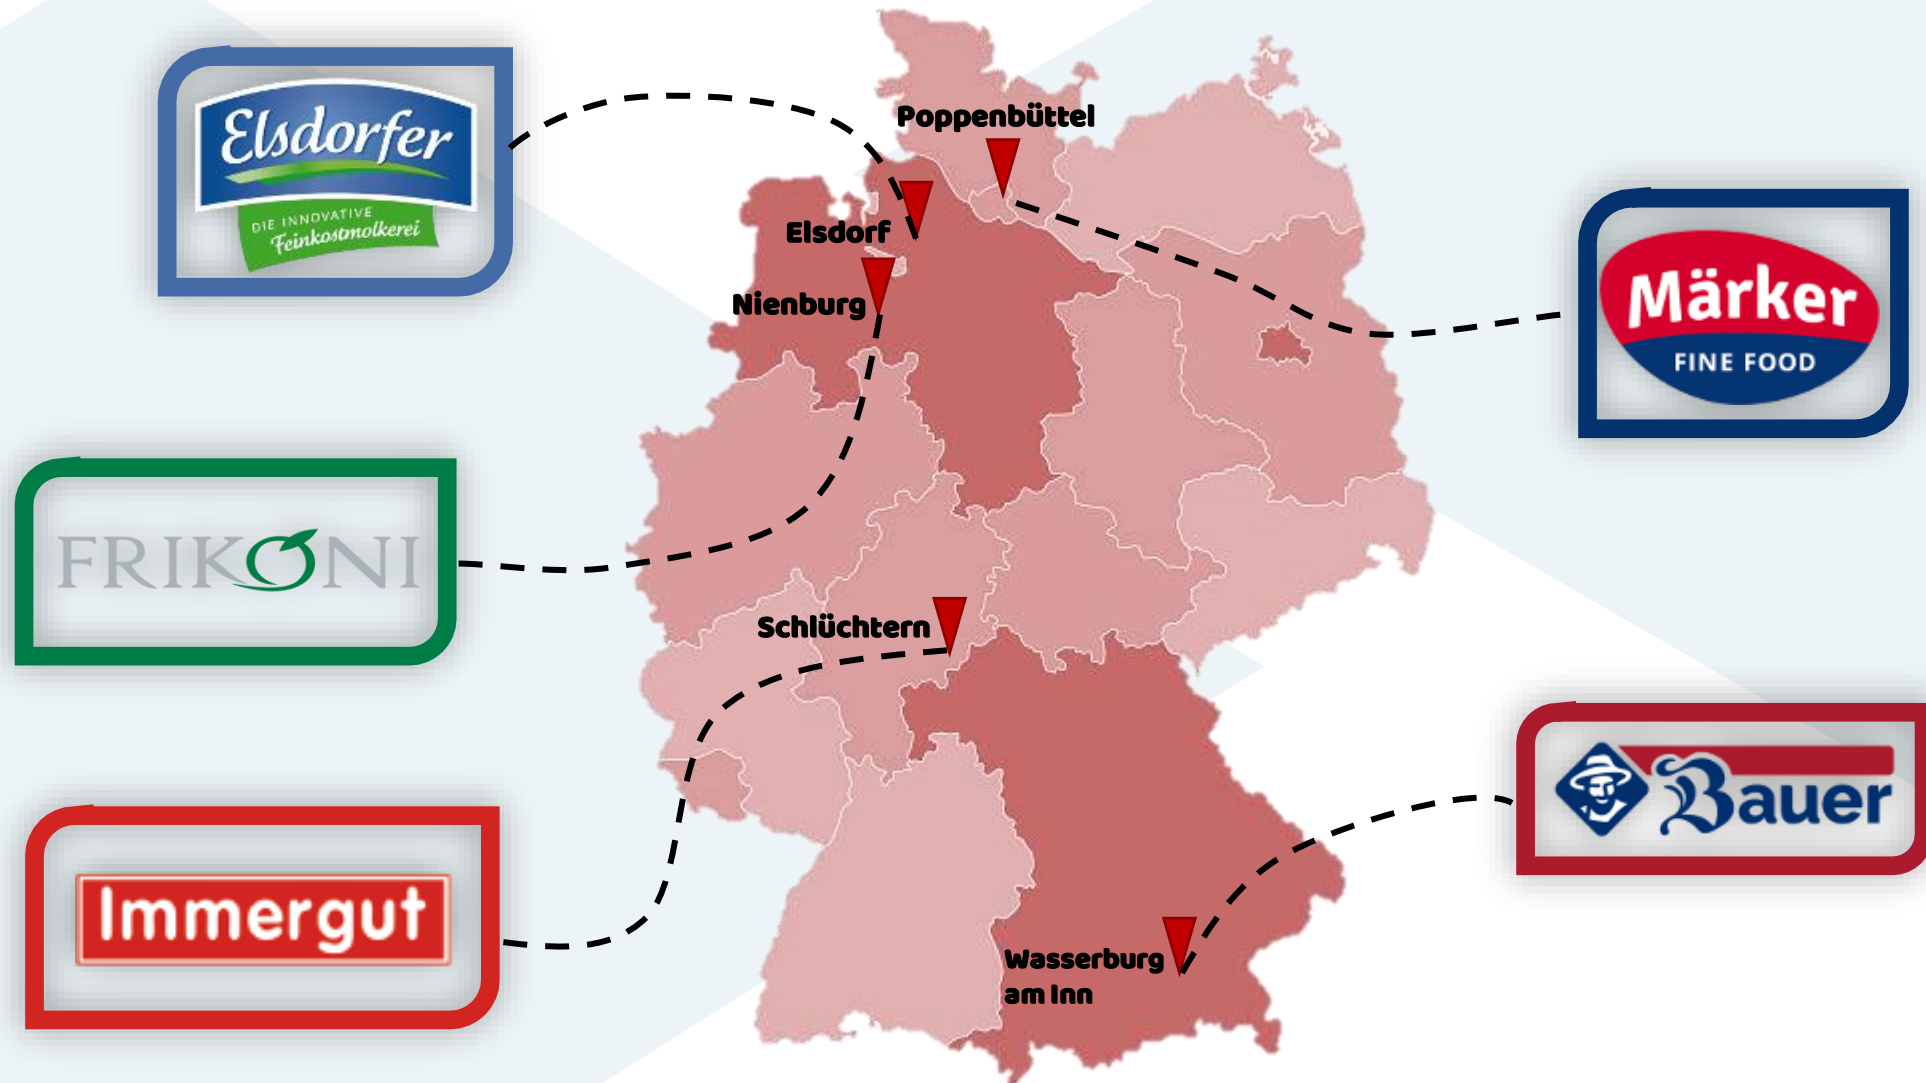 Elsdorfer
DIE INNOVATIVE
Feinkostmolkerei
Poppenbüttel
Elsdorf
Nienburg
Märker
FINE FOOD
FRIKONI
Schlüchtern
Bauer
Immergut
Wasserburg
am Inn